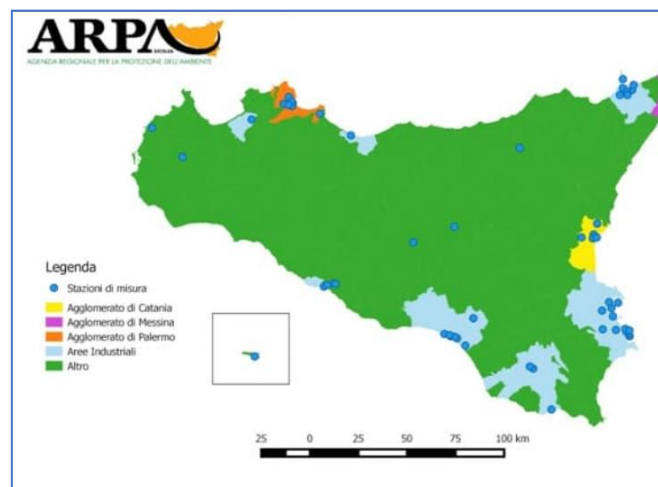 ARPA
SICILIA
AGENZIA REGIONALE PER LA PROTEZIONE DELL'AMBIENTE
Legenda
Stazioni di misura
Agglomerato di Catania
Agglomerato di Messina
Agglomerato di Palermo
Aree Industriali
Altro
25 0 25 50 75 100 km